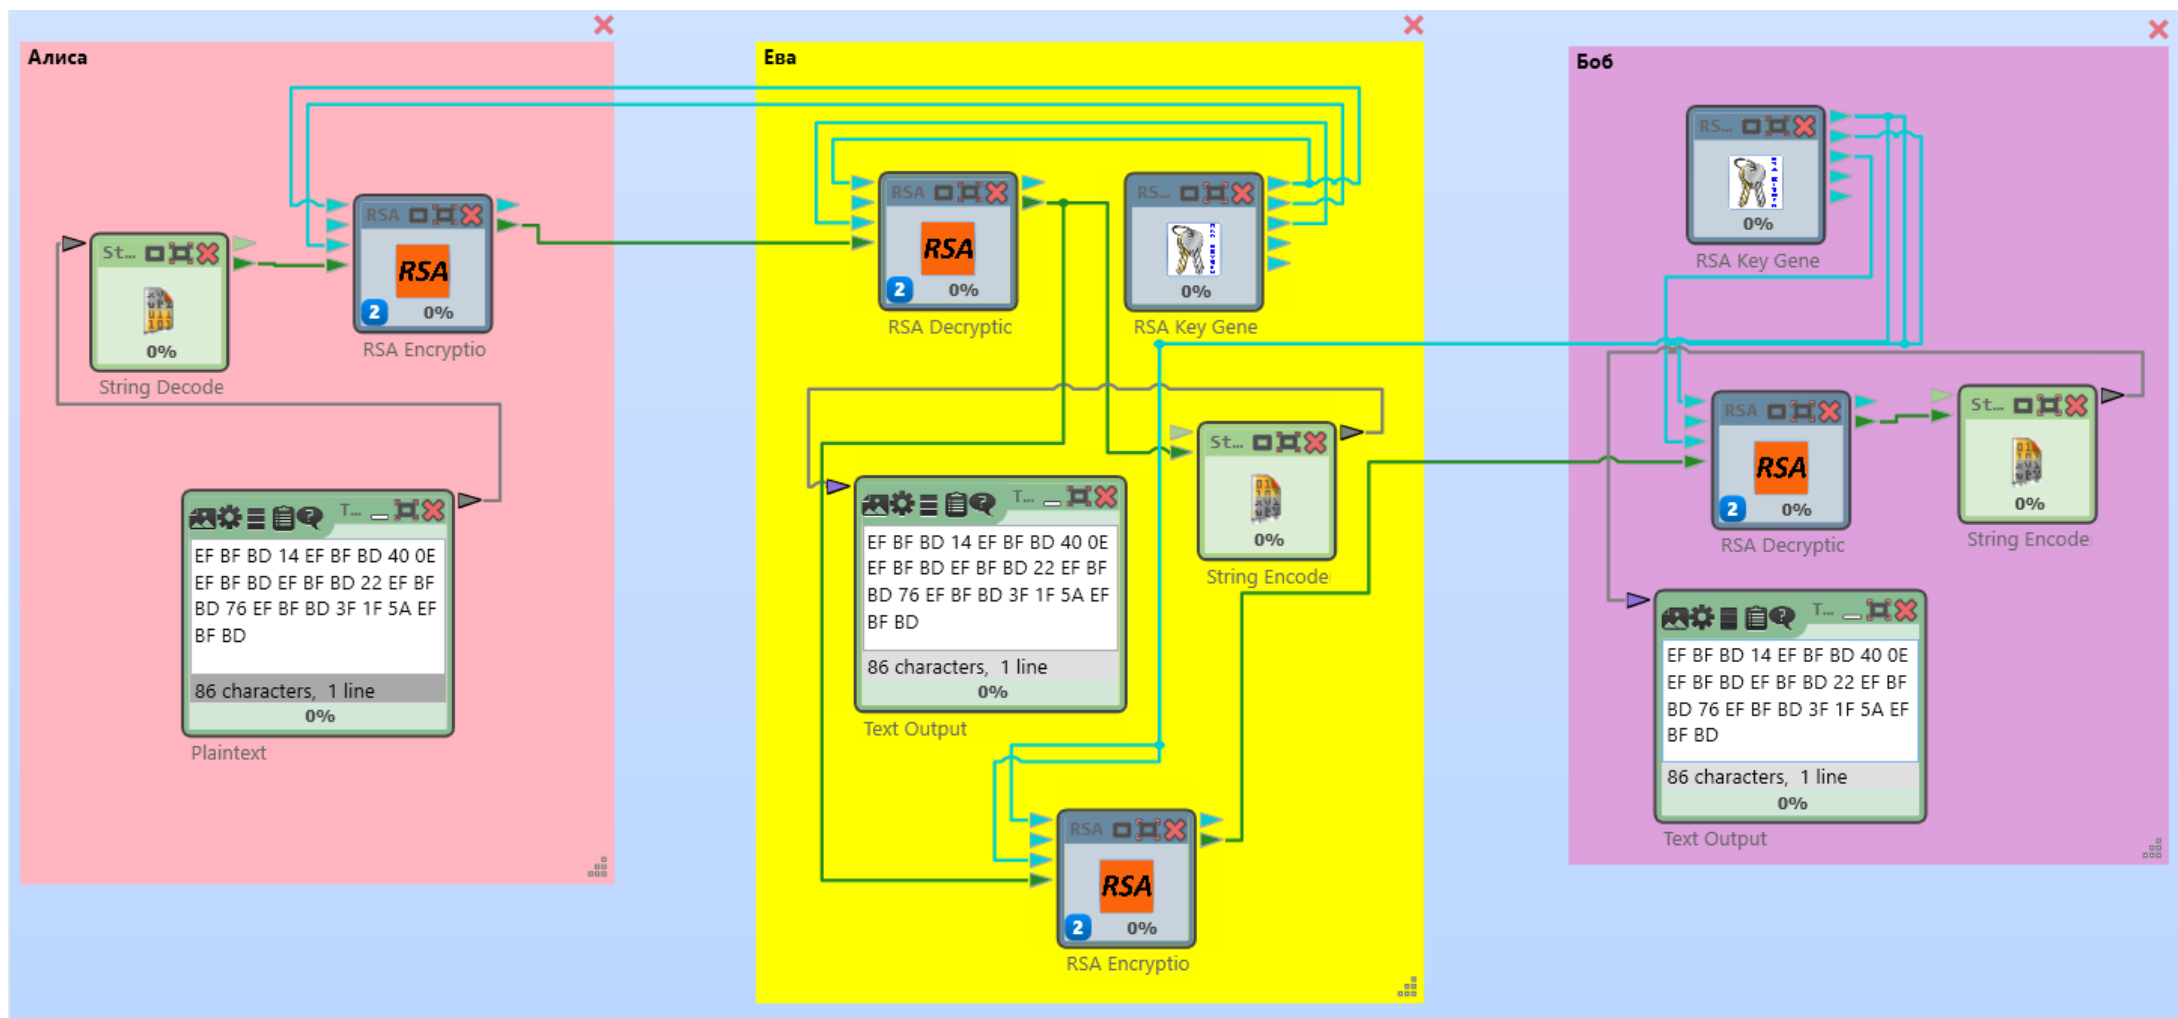 Алиса
St...
0%
String Decode
RSA
RSA
2
0%
RSA Encryptio
T...
EF BF BD 14 EF BF BD 40 0E
EF BF BD EF BF BD 22 EF BF
BD 76 EF BF BD 3F 1F 5A EF
BF BD
86 characters, 1 line
0%
Plaintext
Ева
RSA
RSA
2
0%
RSA Decryptic
RS...
0%
RSA Key Gene
St...
0%
String Encode
T...
EF BF BD 14 EF BF BD 40 0E
EF BF BD EF BF BD 22 EF BF
BD 76 EF BF BD 3F 1F 5A EF
BF BD
86 characters, 1 line
0%
Text Output
RSA
RSA
2
0%
RSA Encryptio
Боб
RS...
0%
RSA Key Gene
RSA
RSA
2
0%
RSA Decryptic
St...
0%
String Encode
T...
EF BF BD 14 EF BF BD 40 0E
EF BF BD EF BF BD 22 EF BF
BD 76 EF BF BD 3F 1F 5A EF
BF BD
86 characters, 1 line
0%
Text Output